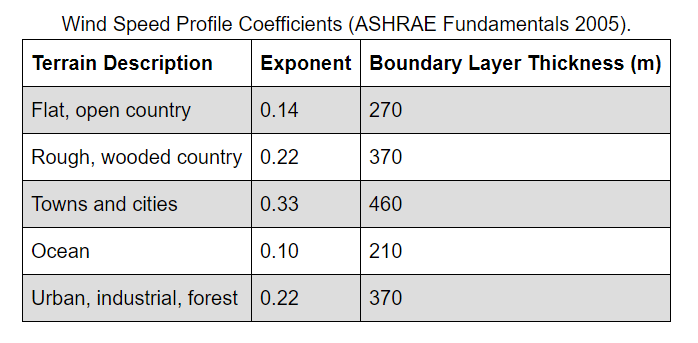 Wind Speed Profile Coefficients (ASHRAE Fundamentals 2005).
Terrain Description Exponent Boundary Layer Thickness (m)
Flat, open country 0.14 270
Rough, wooded country 0.22 370
Towns and cities 0.33 460
Ocean 0.10 210
Urban, industrial, forest 0.22 370